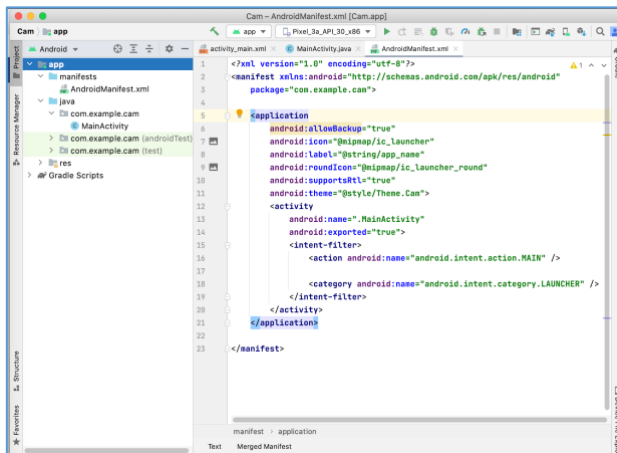 Cam – AndroidManifest.xml [Cam.app]
Cam
app
app
Pixel_3a_API_30_x86
Project
Android
activity_main.xml
MainActivity.java
AndroidManifest.xml
app
manifests
AndroidManifest.xml
java
com.example.cam
MainActivity
com.example.cam (androidTest)
com.example.cam (test)
res
Gradle Scripts
Resource Manager
Structure
Favorites
1 <?xml version="1.0" encoding="utf-8"?>
2 <manifest xmlns:android="http://schemas.android.com/apk/res/android"
3 package="com.example.cam">
4
5 <application
6 android:allowBackup="true"
7 android:icon="@mipmap/ic_launcher"
8 android:label="@string/app_name"
9 android:roundIcon="@mipmap/ic_launcher_round"
10 android:supportsRtl="true"
11 android:theme="@style/Theme.Cam">
12 <activity
13 android:name=".MainActivity"
14 android:exported="true">
15 <intent-filter>
16 <action android:name="android.intent.action.MAIN" />
17
18 <category android:name="android.intent.category.LAUNCHER" />
19 </intent-filter>
20 </activity>
21 </application>
22
23 </manifest>
1
manifest › application
Text Merged Manifest